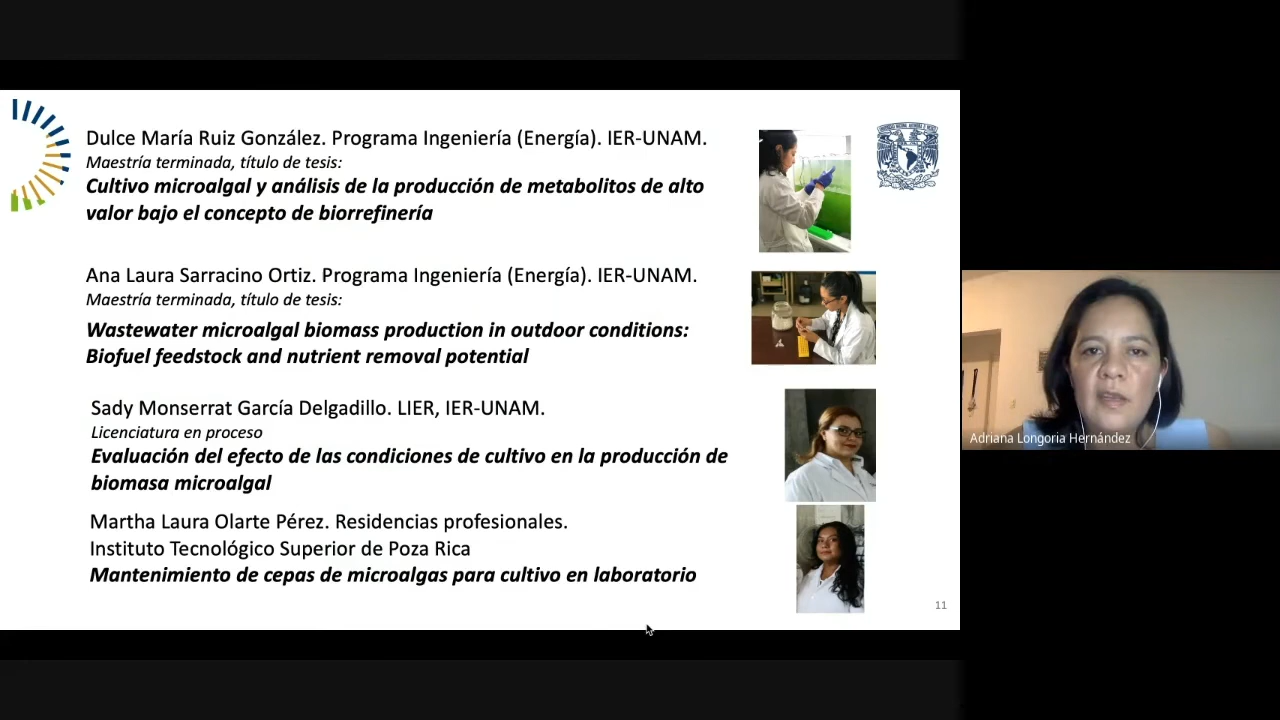 Dulce María Ruiz González. Programa Ingeniería (Energía). IER-UNAM.
Maestría terminada, título de tesis:
Cultivo microalgal y análisis de la producción de metabolitos de alto
valor bajo el concepto de biorrefinería
Ana Laura Sarracino Ortiz. Programa Ingeniería (Energía). IER-UNAM.
Maestría terminada, título de tesis:
Wastewater microalgal biomass production in outdoor conditions:
Biofuel feedstock and nutrient removal potential
Sady Monserrat García Delgadillo. LIER, IER-UNAM.
Licenciatura en proceso
Evaluación del efecto de las condiciones de cultivo en la producción de
biomasa microalgal
Martha Laura Olarte Pérez. Residencias profesionales.
Instituto Tecnológico Superior de Poza Rica
Mantenimiento de cepas de microalgas para cultivo en laboratorio
11
Adriana Longoria Hernández